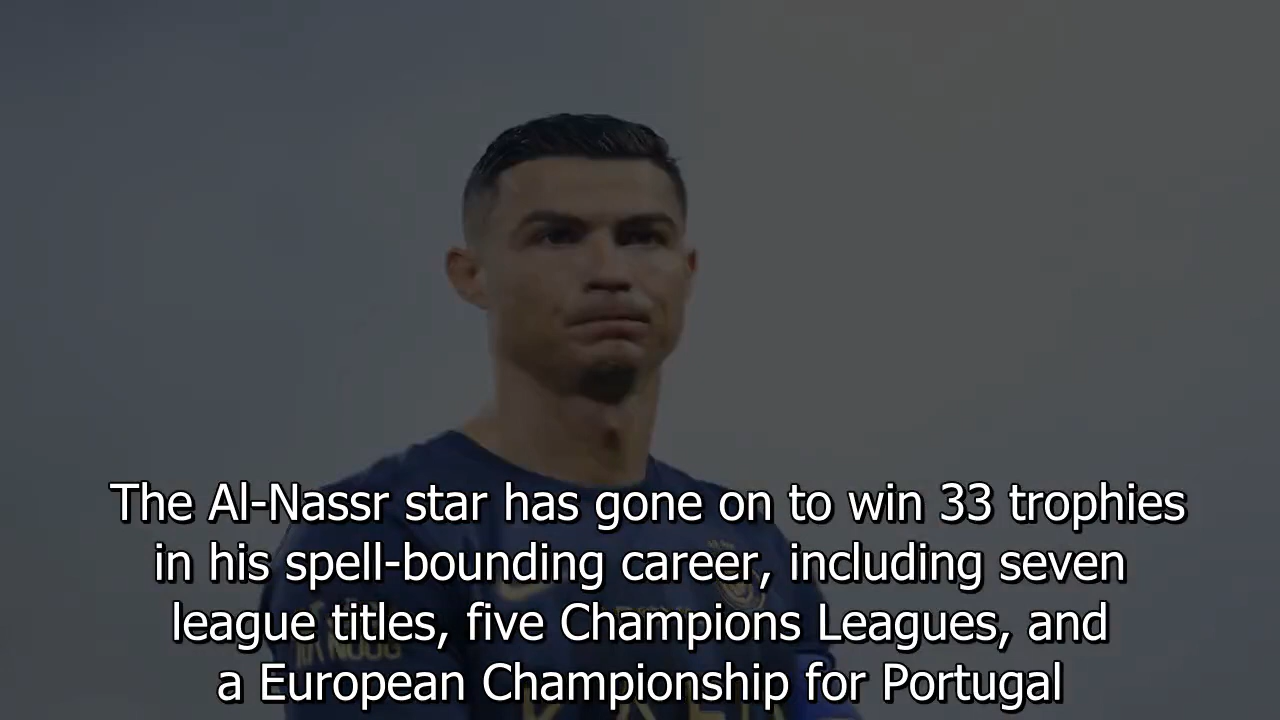 The Al-Nassr star has gone on to win 33 trophies
in his spell-bounding career, including seven
league titles, five Champions Leagues, and
a European Championship for Portugal